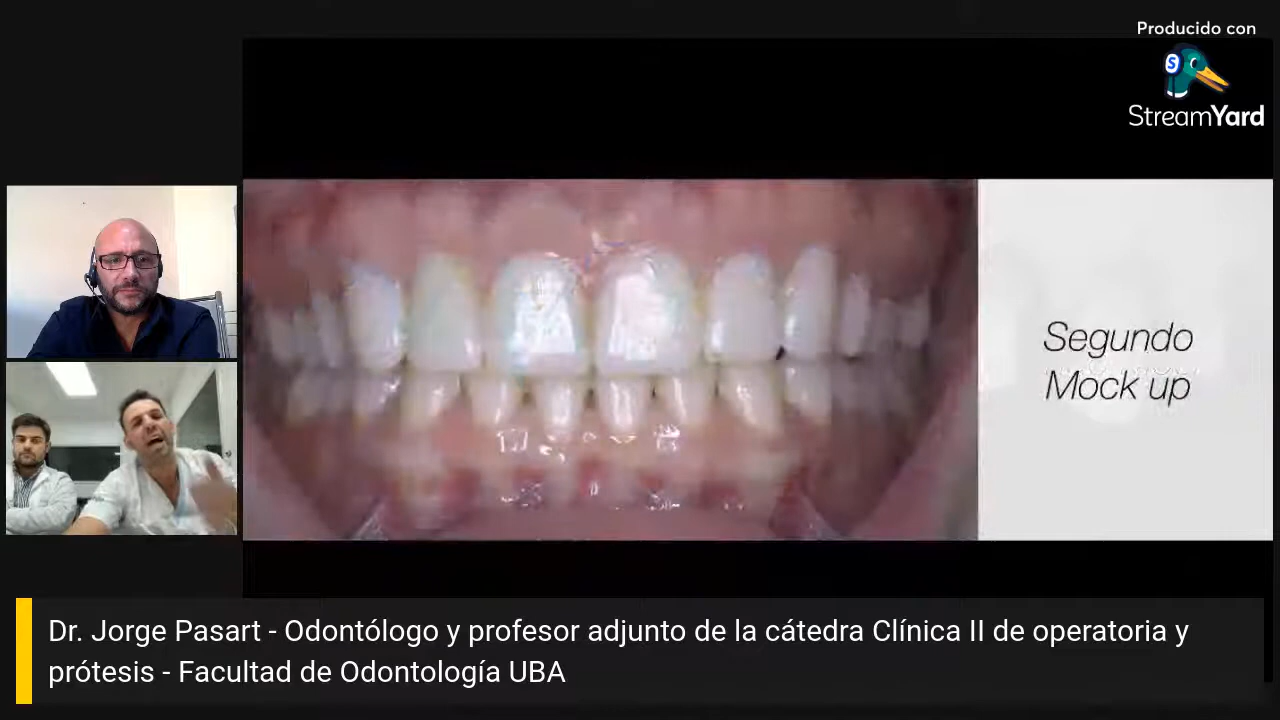 Producido con
S
StreamYard
Segundo
Mock up
Dr. Jorge Pasart - Odontólogo y profesor adjunto de la cátedra Clínica II de operatoria y
prótesis - Facultad de Odontología UBA